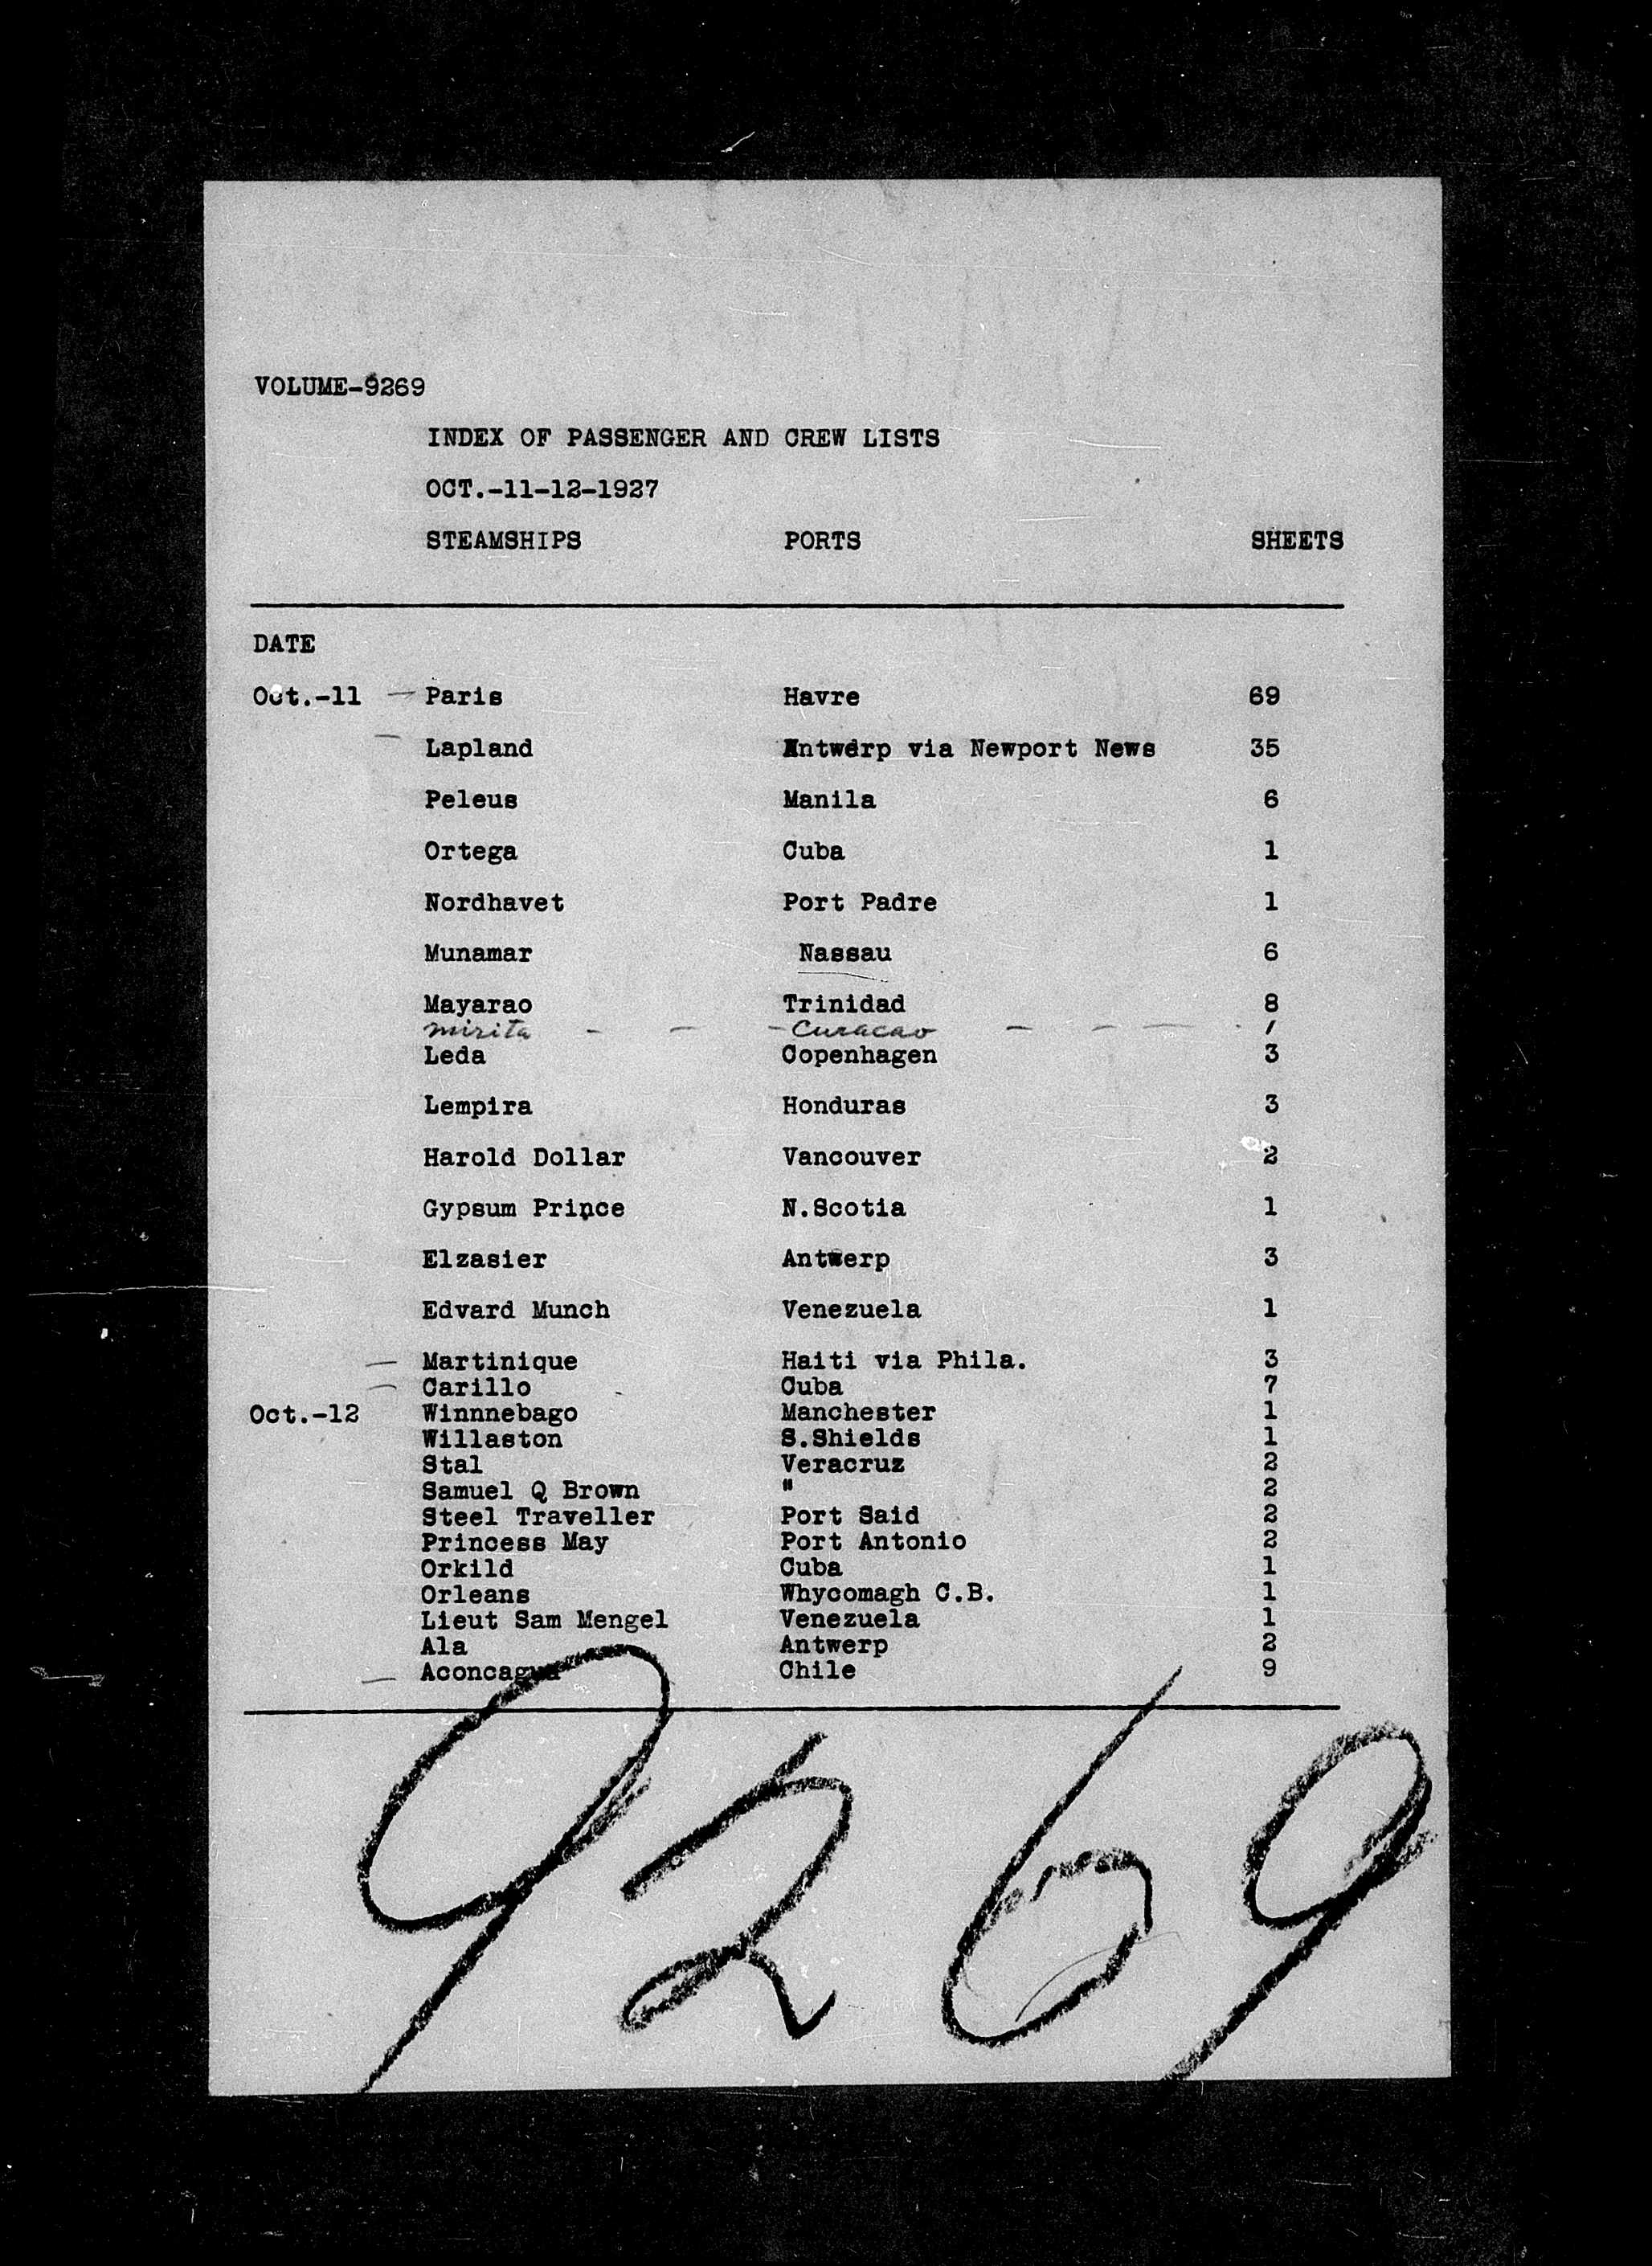 VOLUME-9269
INDEX OF PASSENGER AND CREW LISTS
OCT.-11-12-1927
STEAMSHIPS PORTS SHEETS
DATE
Oct.-11 — Paris Havre 69
— Lapland Antwerp via Newport News 35
Peleus Manila 6
Ortega Cuba 1
Nordhavet Port Padre 1
Munamar Nassau 6
Mayarao Trinidad 8
Mirita - - - Curacao - - - 1
Leda Copenhagen 3
Lempira Honduras 3
Harold Dollar Vancouver 2
Gypsum Prince N.Scotia 1
Elzasier Antwerp 3
Edvard Munch Venezuela 1
— Martinique Haiti via Phila. 3
— Carillo Cuba 7
Oct.-12 Winnnebago Manchester 1
Willaston S.Shields 1
Stal Veracruz 2
Samuel Q Brown " 2
Steel Traveller Port Said 2
Princess May Port Antonio 2
Orkild Cuba 1
Orleans Whycomagh C.B. 1
Lieut Sam Mengel Venezuela 1
Ala Antwerp 2
— Aconcagua Chile 9
9269